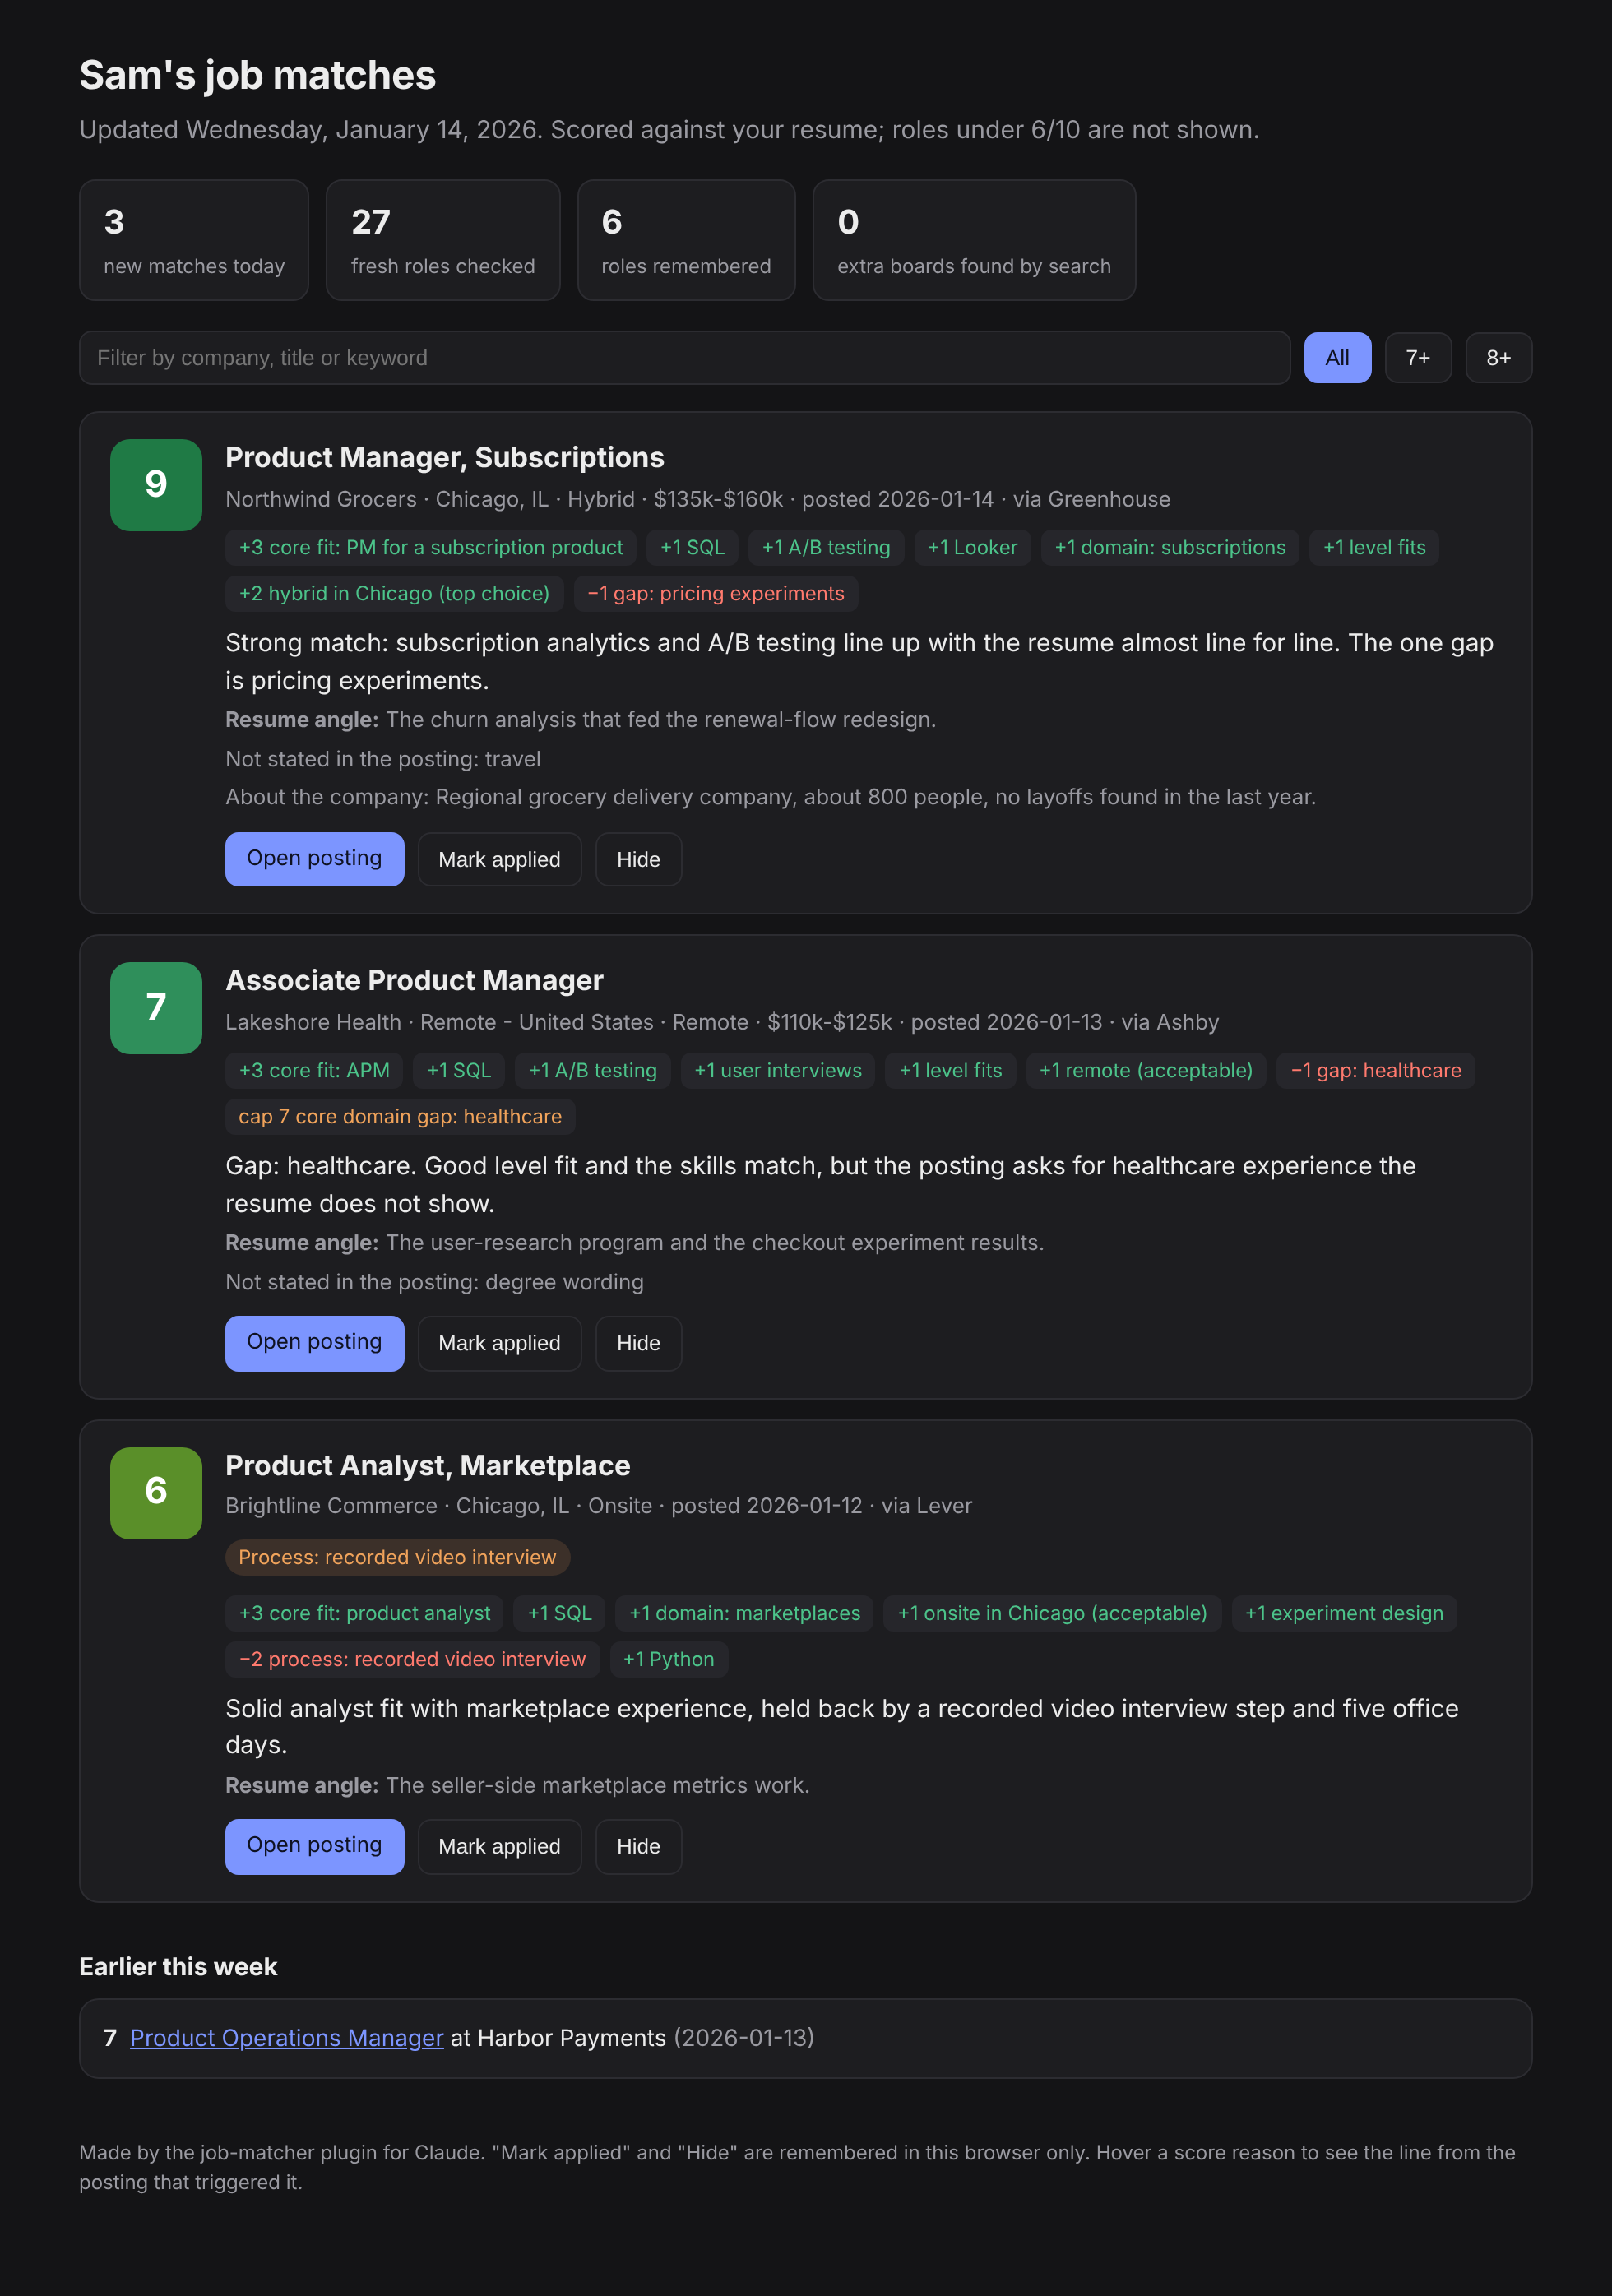 Sam's job matches
Updated Wednesday, January 14, 2026. Scored against your resume; roles under 6/10 are not shown.
3
new matches today
27
fresh roles checked
6
roles remembered
0
extra boards found by search
Filter by company, title or keyword
All
7+
8+
9
Product Manager, Subscriptions
Northwind Grocers · Chicago, IL · Hybrid · $135k-$160k · posted 2026-01-14 · via Greenhouse
+3 core fit: PM for a subscription product +1 SQL +1 A/B testing +1 Looker +1 domain: subscriptions +1 level fits
+2 hybrid in Chicago (top choice) −1 gap: pricing experiments
Strong match: subscription analytics and A/B testing line up with the resume almost line for line. The one gap
is pricing experiments.
Resume angle: The churn analysis that fed the renewal-flow redesign.
Not stated in the posting: travel
About the company: Regional grocery delivery company, about 800 people, no layoffs found in the last year.
Open posting Mark applied Hide
7
Associate Product Manager
Lakeshore Health · Remote - United States · Remote · $110k-$125k · posted 2026-01-13 · via Ashby
+3 core fit: APM +1 SQL +1 A/B testing +1 user interviews +1 level fits +1 remote (acceptable) −1 gap: healthcare
cap 7 core domain gap: healthcare
Gap: healthcare. Good level fit and the skills match, but the posting asks for healthcare experience the
resume does not show.
Resume angle: The user-research program and the checkout experiment results.
Not stated in the posting: degree wording
Open posting Mark applied Hide
6
Product Analyst, Marketplace
Brightline Commerce · Chicago, IL · Onsite · posted 2026-01-12 · via Lever
Process: recorded video interview
+3 core fit: product analyst +1 SQL +1 domain: marketplaces +1 onsite in Chicago (acceptable) +1 experiment design
−2 process: recorded video interview +1 Python
Solid analyst fit with marketplace experience, held back by a recorded video interview step and five office
days.
Resume angle: The seller-side marketplace metrics work.
Open posting Mark applied Hide
Earlier this week
7 Product Operations Manager at Harbor Payments (2026-01-13)
Made by the job-matcher plugin for Claude. "Mark applied" and "Hide" are remembered in this browser only. Hover a score reason to see the line from the
posting that triggered it.